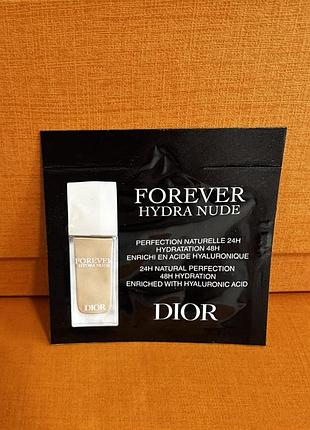 FOREVER
HYDRA NUDE
PERFECTION NATURELLE 24H
HYDRATATION 48H
ENRICHI EN ACIDE HYALURONIQUE
24H NATURAL PERFECTION
48H HYDRATION
ENRICHED WITH HYALURONIC ACID
DIOR
FOREVER
HYDRA NUDE
DIOR